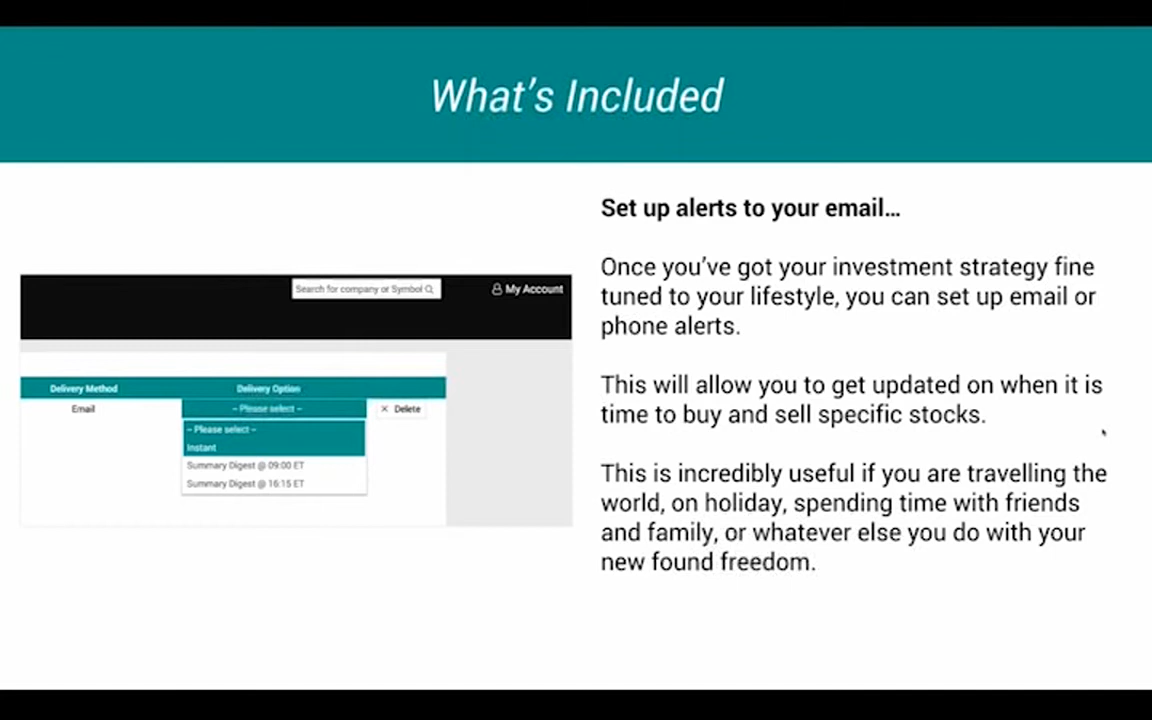 What's Included
Set up alerts to your email...
Once you've got your investment strategy fine
tuned to your lifestyle, you can set up email or
phone alerts.
This will allow you to get updated on when it is
time to buy and sell specific stocks.
This is incredibly useful if you are travelling the
world, on holiday, spending time with friends
and family, or whatever else you do with your
new found freedom.
Search for company or Symbol
My Account
Delivery Method
Delivery Option
Email
-- Please select --
× Delete
-- Please select --
Instant
Summary Digest @ 09:00 ET
Summary Digest @ 16:15 ET